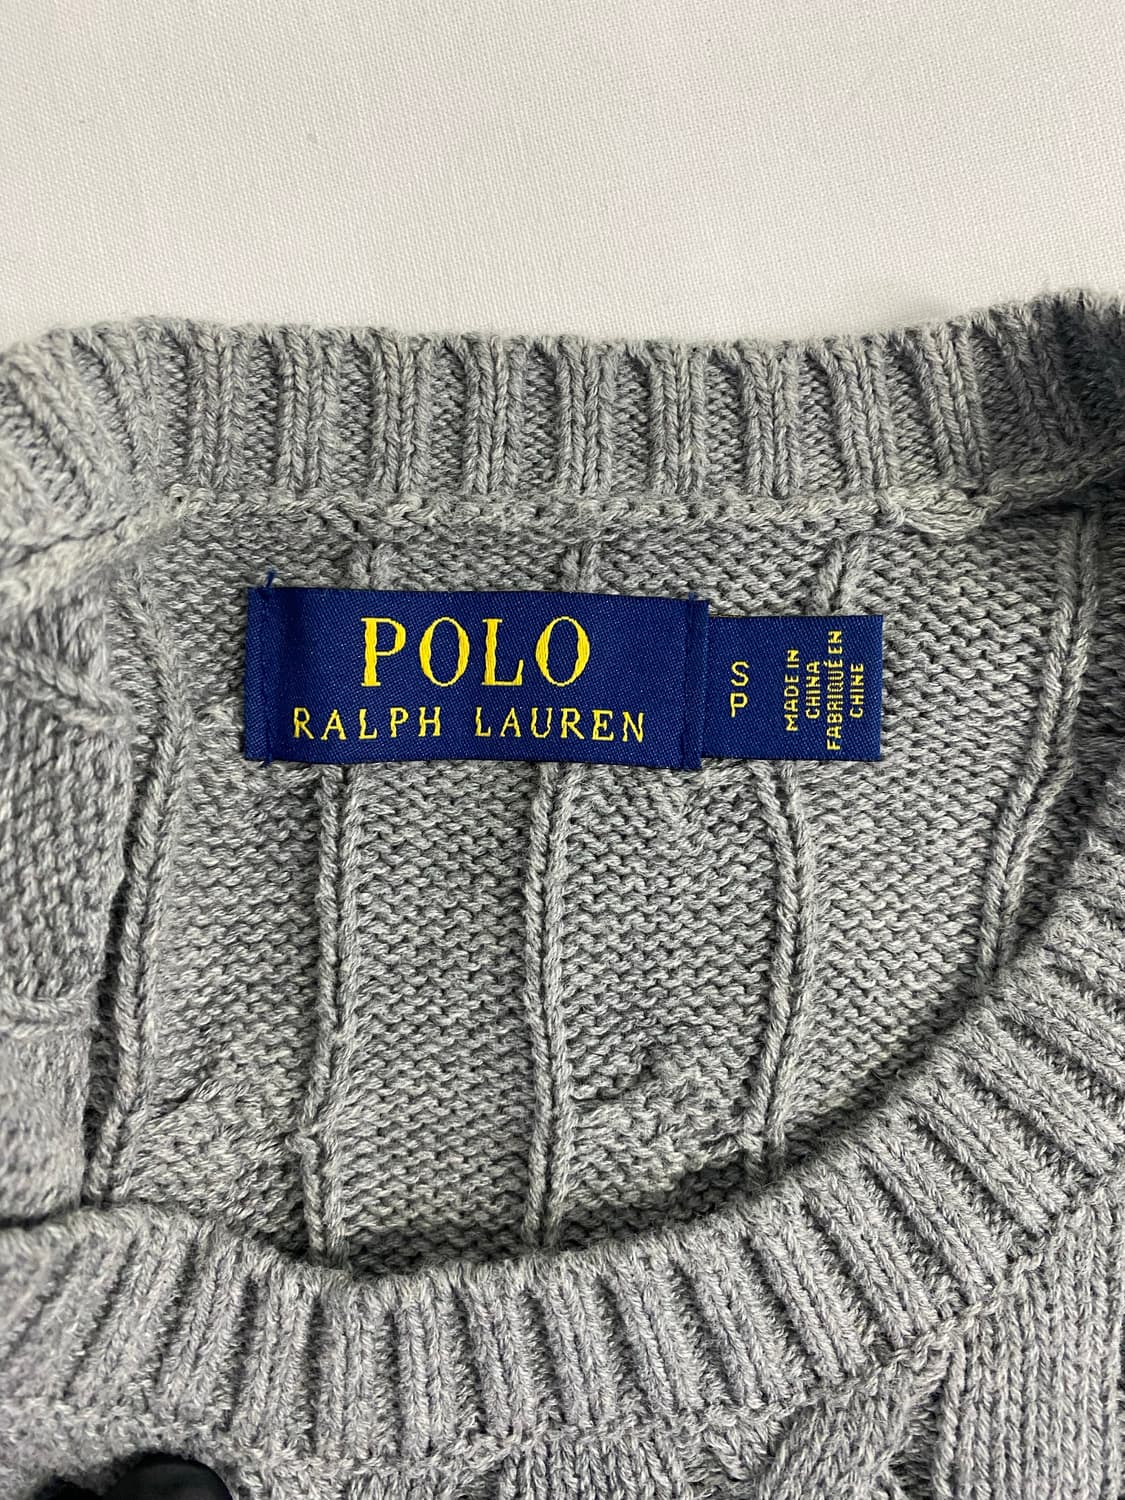 POLO
RALPH LAUREN
S
P
MADE IN
CHINA
FABRIQUÉ EN
CHINE